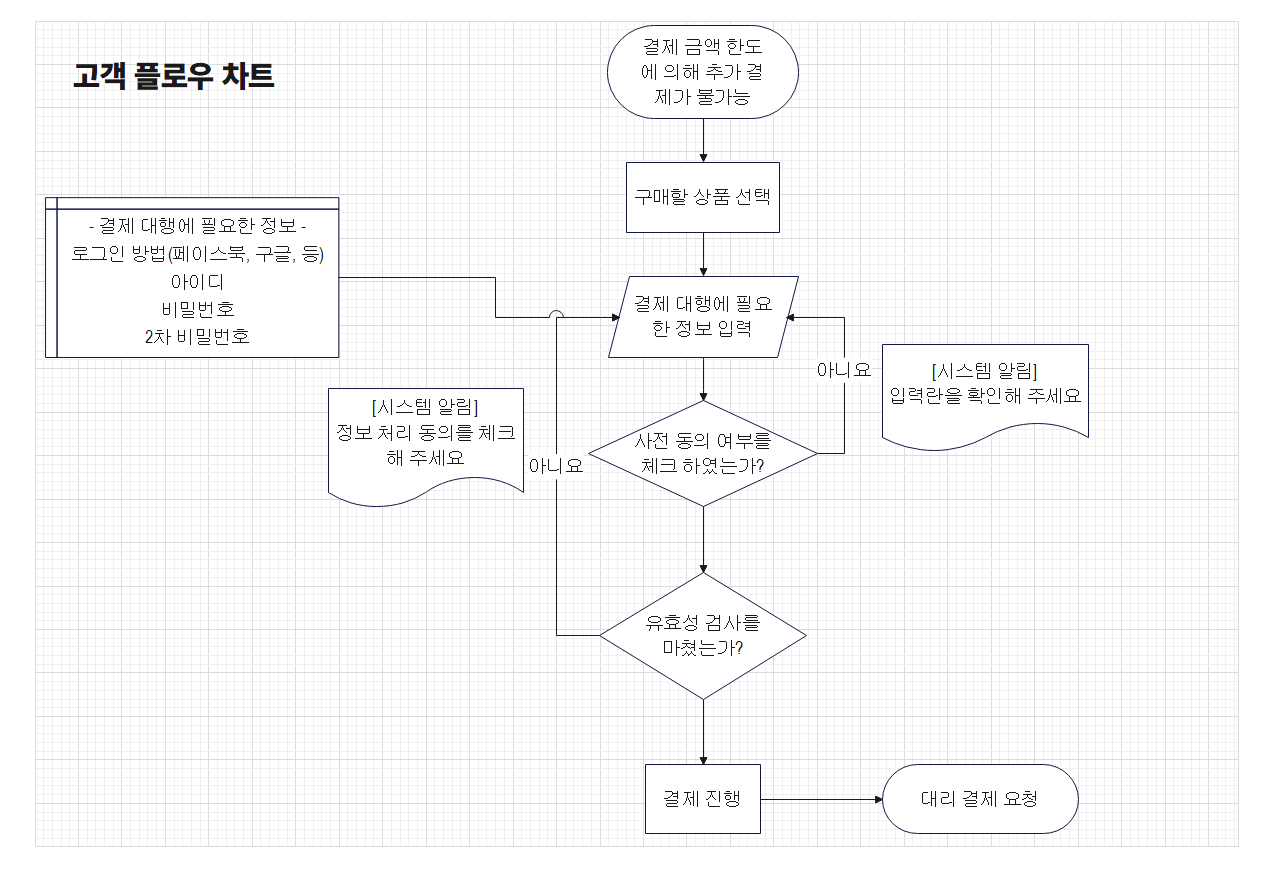 고객 플로우 차트
결제 금액 한도
에 의해 추가 결
제가 불가능
구매할 상품 선택
- 결제 대행에 필요한 정보 -
로그인 방법(페이스북, 구글, 등)
아이디
비밀번호
2차 비밀번호
결제 대행에 필요
한 정보 입력
아니요
[시스템 알림]
입력란을 확인해 주세요
[시스템 알림]
정보 처리 동의를 체크
해 주세요
아니요
사전 동의 여부를
체크 하였는가?
유효성 검사를
마쳤는가?
결제 진행
대리 결제 요청